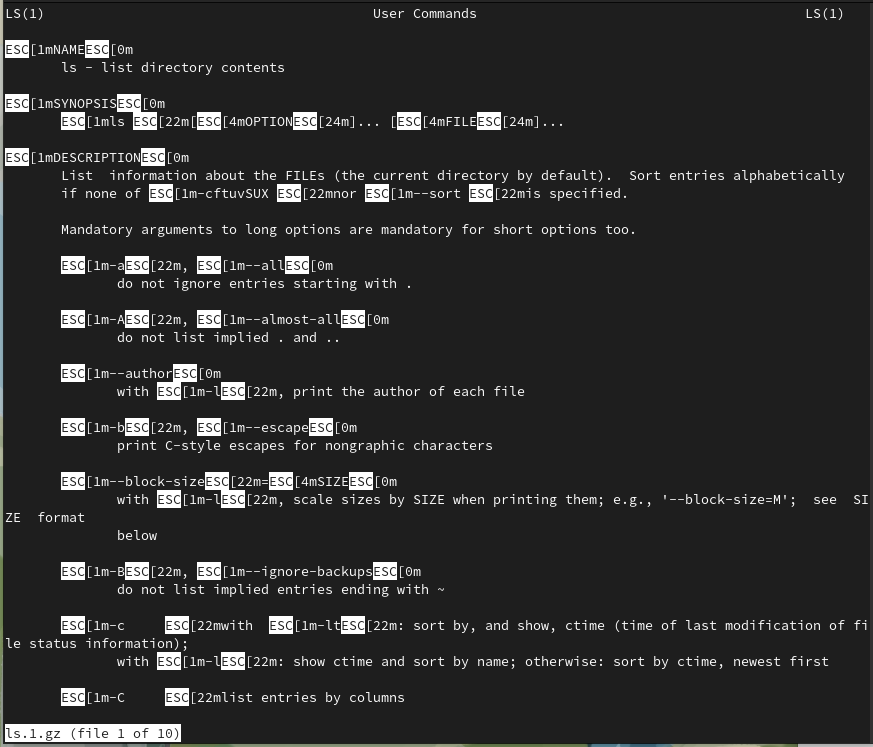 LS(1) User Commands LS(1)
ESC[1mNAMEESC[0m
ls - list directory contents
ESC[1mSYNOPSISESC[0m
ESC[1mls ESC[22m[ESC[4mOPTIONESC[24m]... [ESC[4mFILEESC[24m]...
ESC[1mDESCRIPTIONESC[0m
List  information about the FILEs (the current directory by default).  Sort entries alphabetically
if none of ESC[1m-cftuvSUX ESC[22mnor ESC[1m--sort ESC[22mis specified.
Mandatory arguments to long options are mandatory for short options too.
ESC[1m-aESC[22m, ESC[1m--allESC[0m
do not ignore entries starting with .
ESC[1m-AESC[22m, ESC[1m--almost-allESC[0m
do not list implied . and ..
ESC[1m--authorESC[0m
with ESC[1m-lESC[22m, print the author of each file
ESC[1m-bESC[22m, ESC[1m--escapeESC[0m
print C-style escapes for nongraphic characters
ESC[1m--block-sizeESC[22m=ESC[4mSIZEESC[0m
with ESC[1m-lESC[22m, scale sizes by SIZE when printing them; e.g., '--block-size=M';  see  SI
ZE  format
below
ESC[1m-BESC[22m, ESC[1m--ignore-backupsESC[0m
do not list implied entries ending with ~
ESC[1m-c     ESC[22mwith  ESC[1m-ltESC[22m: sort by, and show, ctime (time of last modification of fi
le status information);
with ESC[1m-lESC[22m: show ctime and sort by name; otherwise: sort by ctime, newest first
ESC[1m-C     ESC[22mlist entries by columns
ls.1.gz (file 1 of 10)